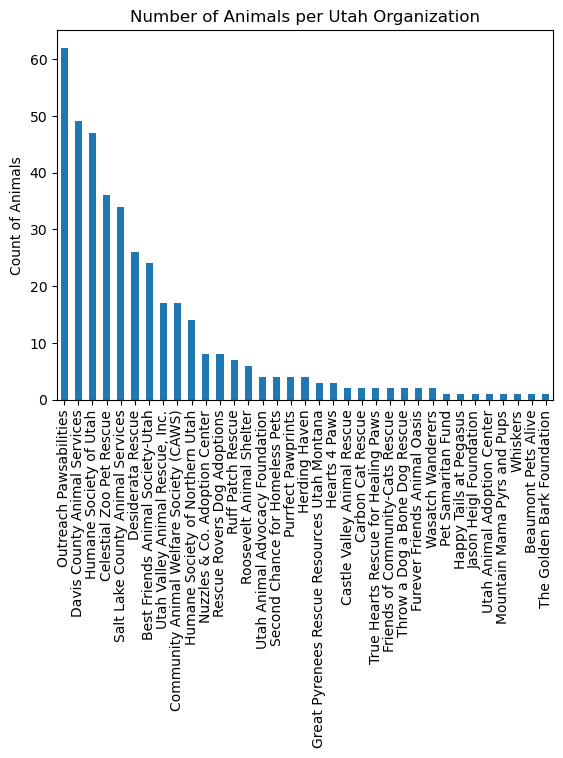 Number of Animals per Utah Organization
Count of Animals
60
50
40
30
20
10
0
Outreach Pawsabilities
Davis County Animal Services
Humane Society of Utah
Celestial Zoo Pet Rescue
Salt Lake County Animal Services
Desiderata Rescue
Best Friends Animal Society-Utah
Utah Valley Animal Rescue, Inc.
Community Animal Welfare Society (CAWS)
Humane Society of Northern Utah
Nuzzles & Co. Adoption Center
Rescue Rovers Dog Adoptions
Ruff Patch Rescue
Roosevelt Animal Shelter
Utah Animal Advocacy Foundation
Second Chance for Homeless Pets
Purrfect Pawprints
Herding Haven
Great Pyrenees Rescue Resources Utah Montana
Hearts 4 Paws
Castle Valley Animal Rescue
Carbon Cat Rescue
True Hearts Rescue for Healing Paws
Friends of Community-Cats Rescue
Throw a Dog a Bone Dog Rescue
Furever Friends Animal Oasis
Wasatch Wanderers
Pet Samaritan Fund
Happy Tails at Pegasus
Jason Heigl Foundation
Utah Animal Adoption Center
Mountain Mama Pyrs and Pups
Whiskers
Beaumont Pets Alive
The Golden Bark Foundation